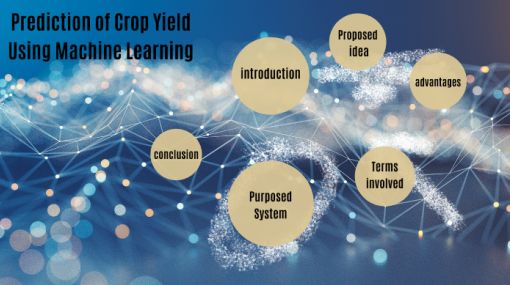 Prediction of Crop Yield
Using Machine Learning
introduction
Proposed
idea
advantages
Terms
involved
Purposed
System
conclusion